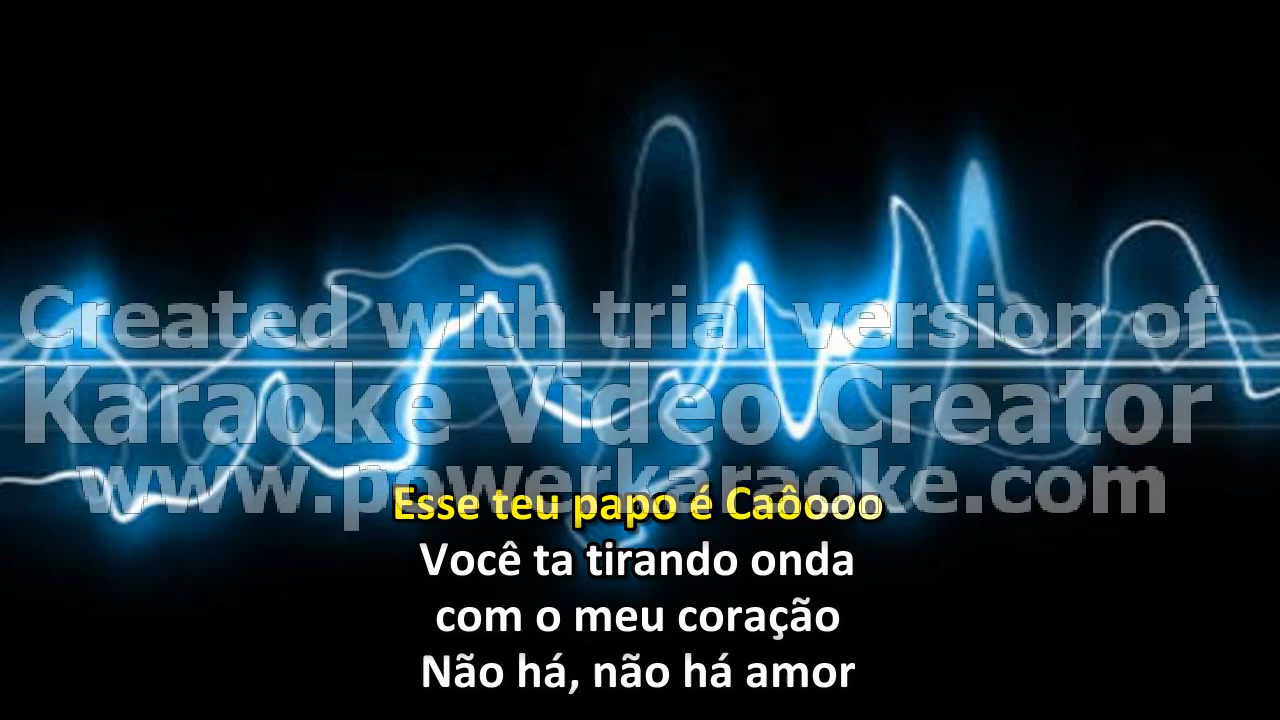 Created with trial version of
Karaoke Video Creator
www.powerkaraoke.com
Esse teu papo é Caôooo
Você ta tirando onda
com o meu coração
Não há, não há amor